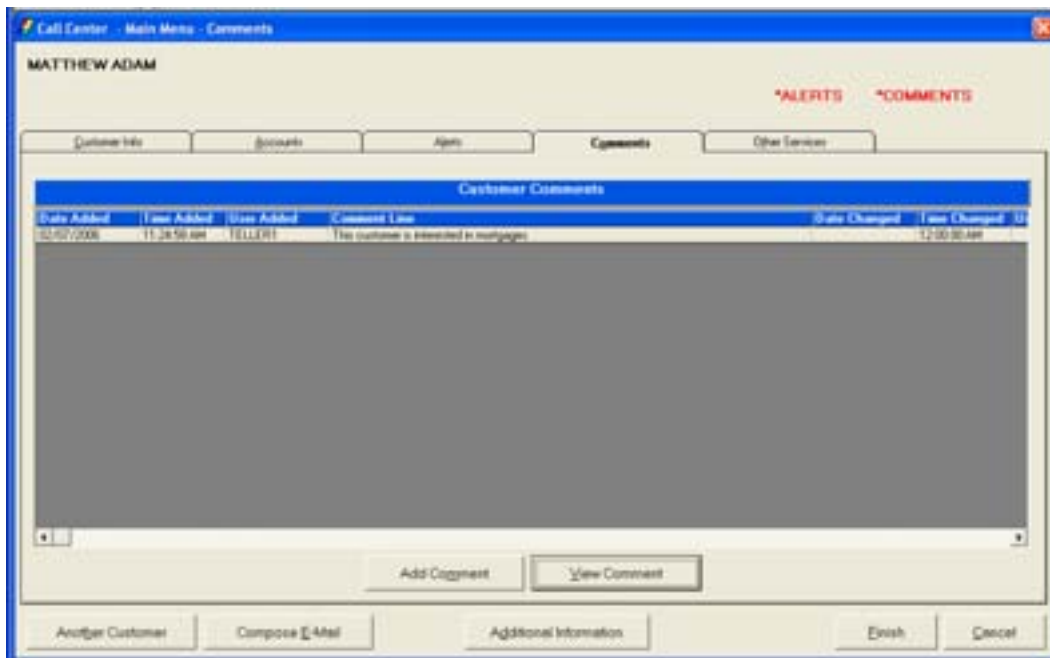 Call Center - Main Menu - Comments
MATTHEW ADAM
*ALERTS *COMMENTS
Customer Info Accounts Alerts Comments Other Services
Customer Comments
Date Added Time Added User Added Comment Line Date Changed Time Changed
02/07/2006 11:24:58 AM TELLER1 This customer is interested in mortgages 12:00:00 AM
Add Comment View Comment
Another Customer Compose E-Mail Additional Information Finish Cancel